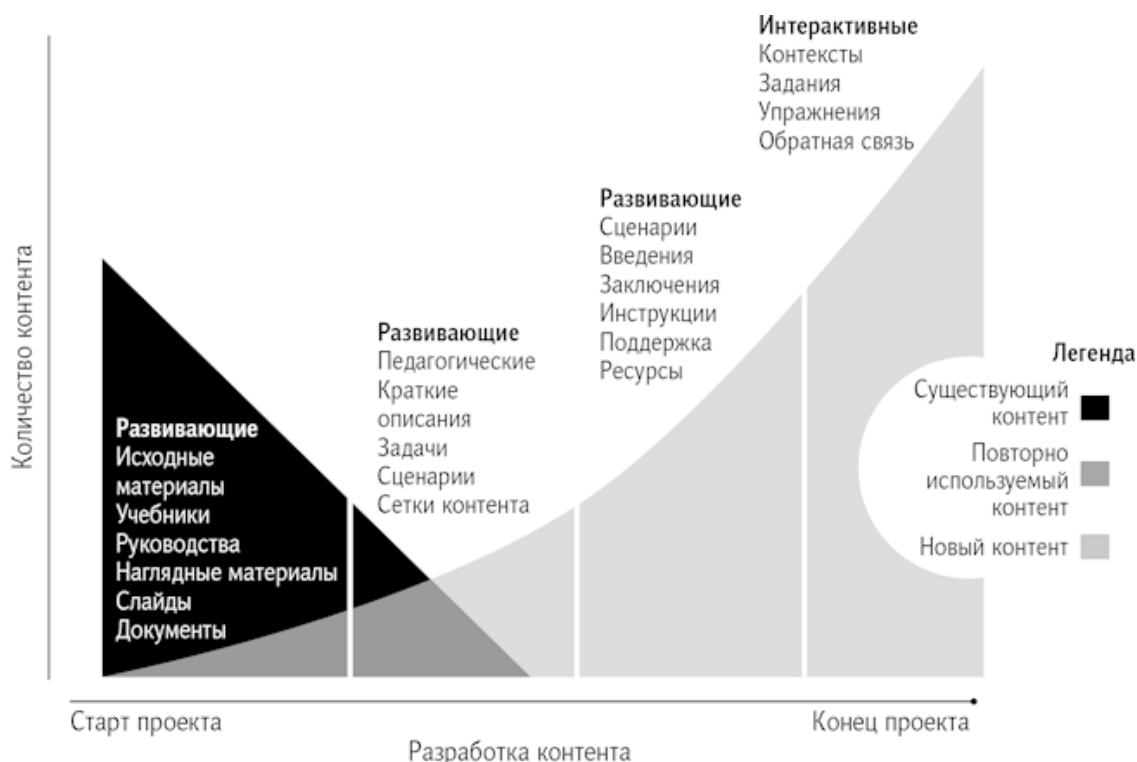 Количество контента
Развивающие
Исходные
материалы
Учебники
Руководства
Наглядные материалы
Слайды
Документы
Развивающие
Педагогические
Краткие
описания
Задачи
Сценарии
Сетки контента
Развивающие
Сценарии
Введения
Заключения
Инструкции
Поддержка
Ресурсы
Интерактивные
Контексты
Задания
Упражнения
Обратная связь
Легенда
Существующий
контент
Повторно
используемый
контент
Новый контент
Старт проекта
Конец проекта
Разработка контента